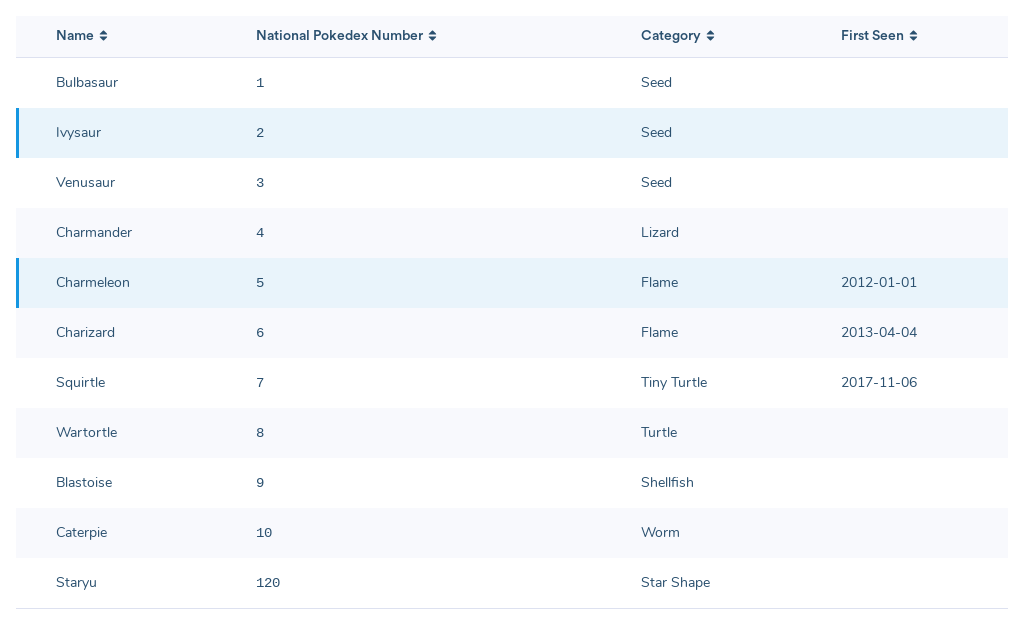 Name National Pokedex Number Category First Seen
Bulbasaur 1 Seed
Ivysaur 2 Seed
Venusaur 3 Seed
Charmander 4 Lizard
Charmeleon 5 Flame 2012-01-01
Charizard 6 Flame 2013-04-04
Squirtle 7 Tiny Turtle 2017-11-06
Wartortle 8 Turtle
Blastoise 9 Shellfish
Caterpie 10 Worm
Staryu 120 Star Shape